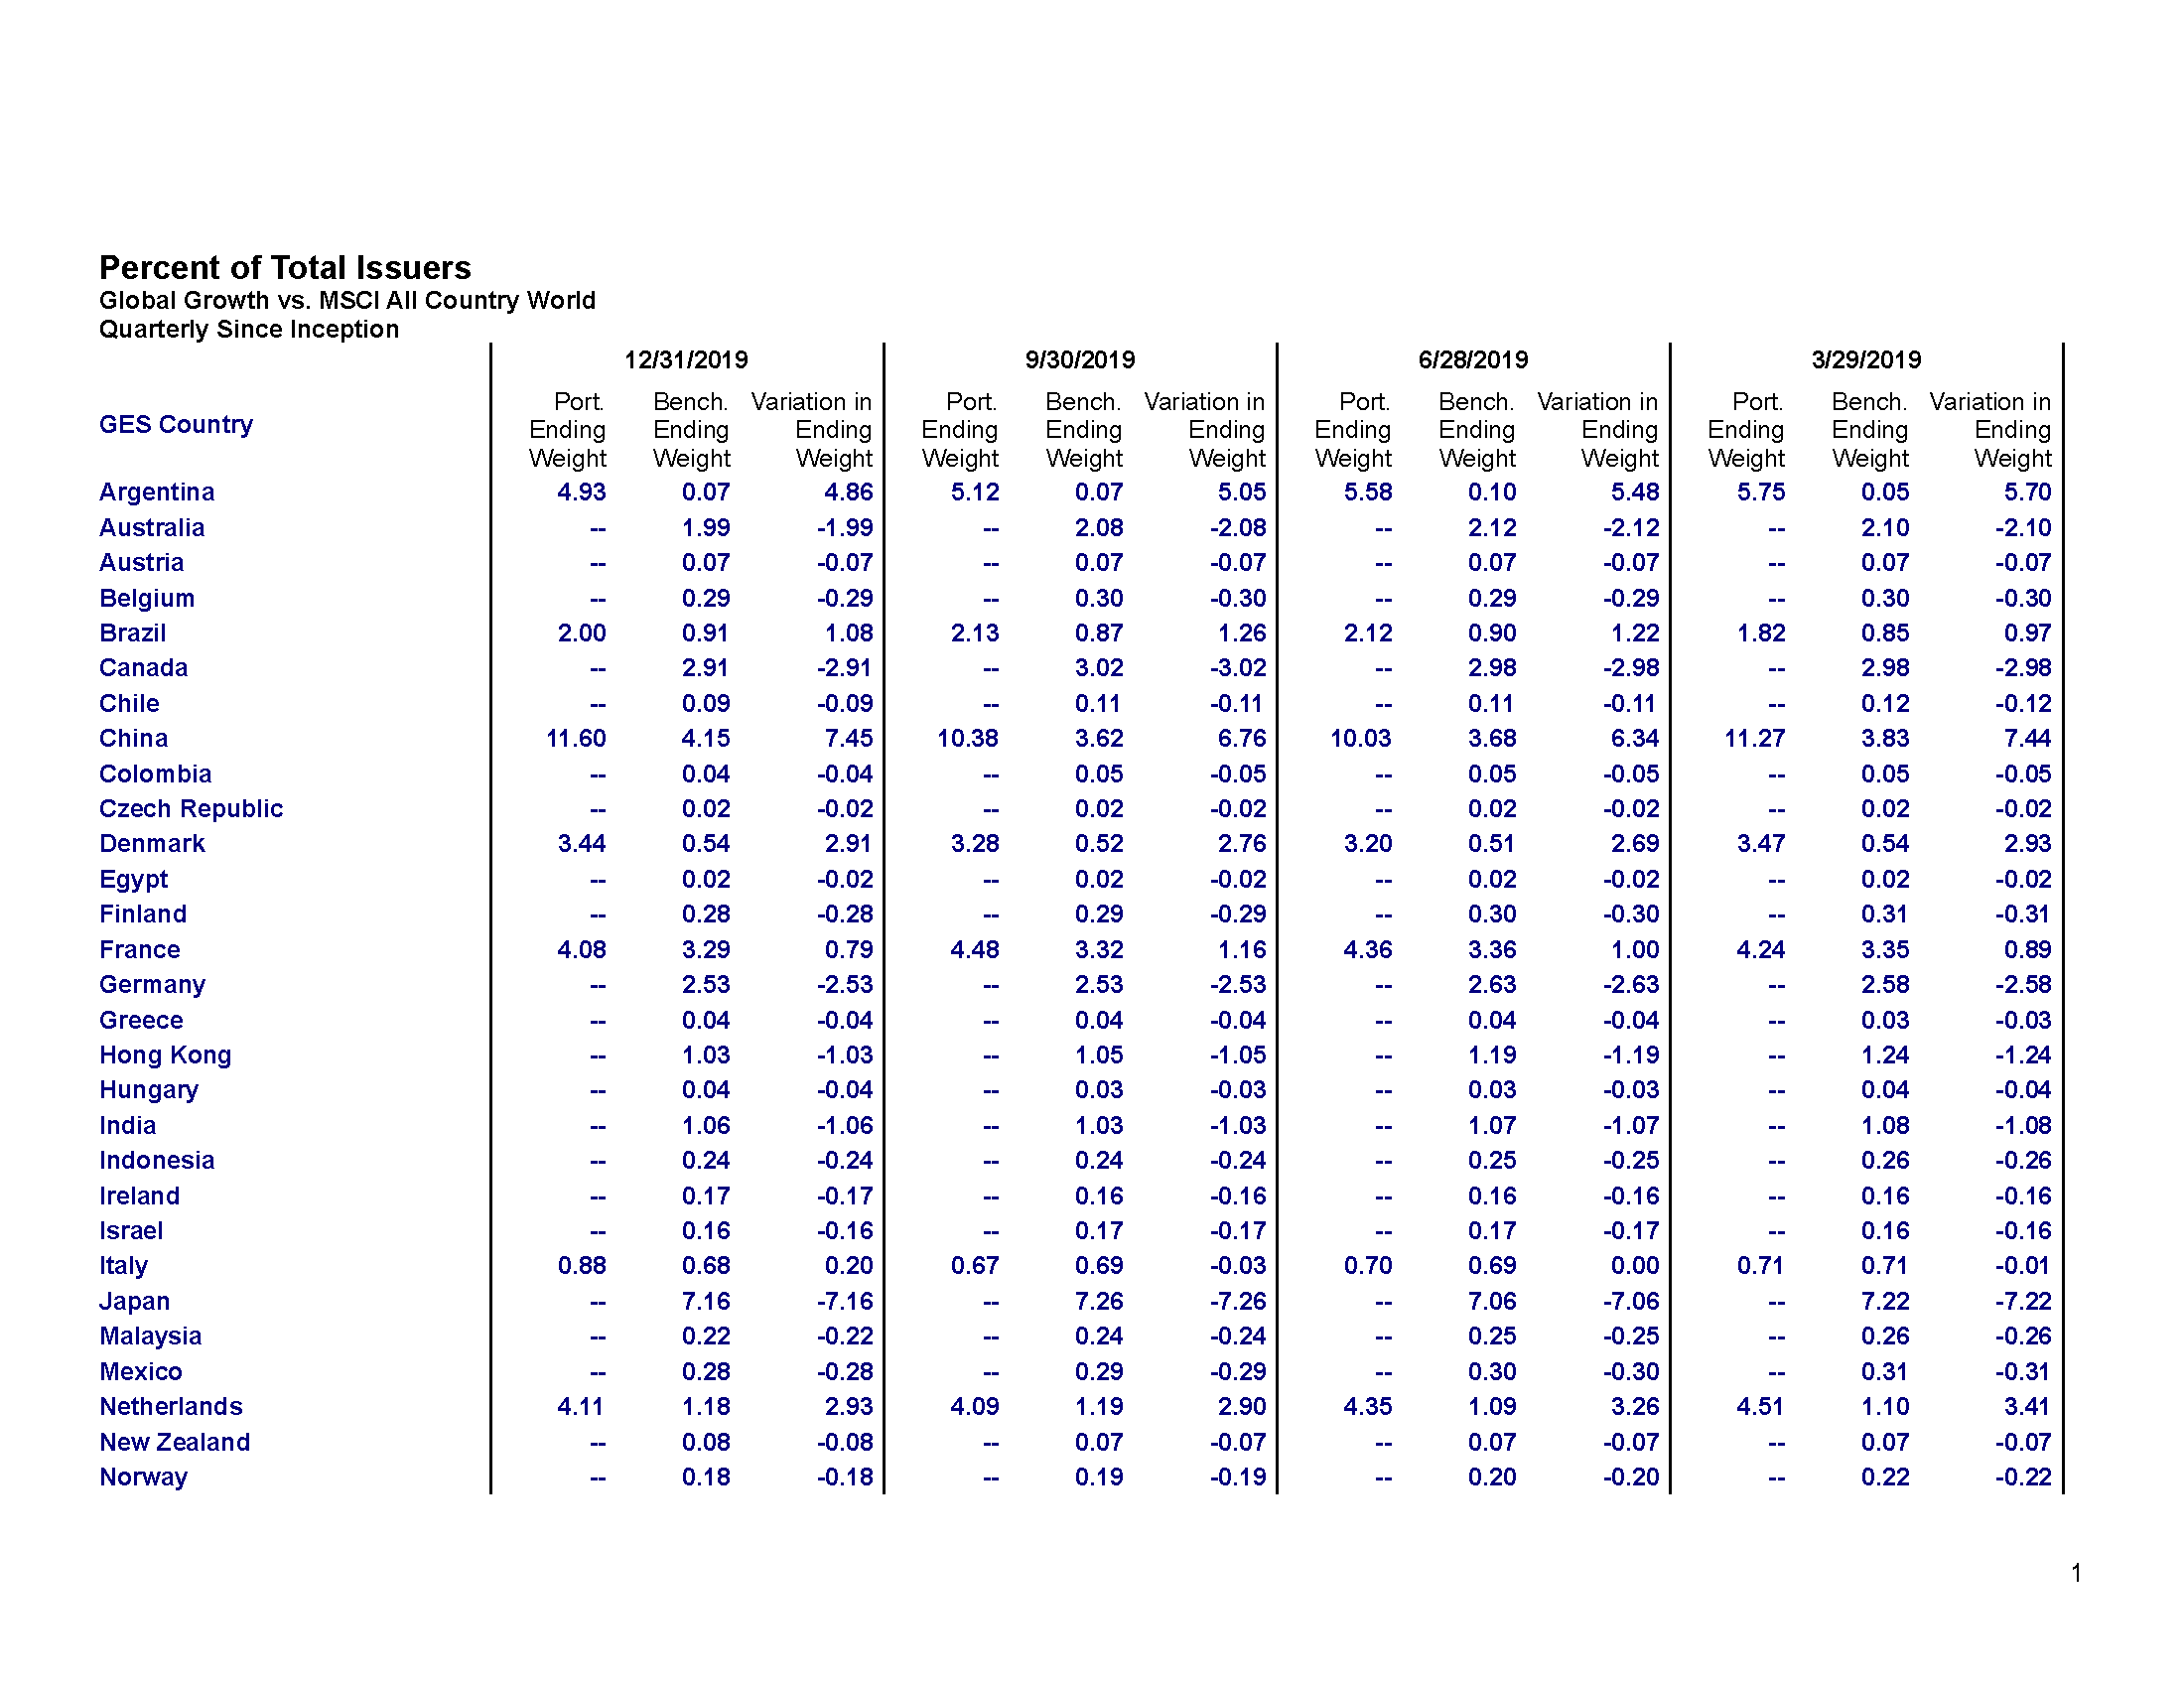 Percent of Total Issuers
Global Growth vs. MSCI All Country World
Quarterly Since Inception
12/31/2019 9/30/2019 6/28/2019 3/29/2019
GES Country Port. Ending Weight Bench. Ending Weight Variation in Ending Weight Port. Ending Weight Bench. Ending Weight Variation in Ending Weight Port. Ending Weight Bench. Ending Weight Variation in Ending Weight Port. Ending Weight Bench. Ending Weight Variation in Ending Weight
Argentina 4.93 0.07 4.86 5.12 0.07 5.05 5.58 0.10 5.48 5.75 0.05 5.70
Australia -- 1.99 -1.99 -- 2.08 -2.08 -- 2.12 -2.12 -- 2.10 -2.10
Austria -- 0.07 -0.07 -- 0.07 -0.07 -- 0.07 -0.07 -- 0.07 -0.07
Belgium -- 0.29 -0.29 -- 0.30 -0.30 -- 0.29 -0.29 -- 0.30 -0.30
Brazil 2.00 0.91 1.08 2.13 0.87 1.26 2.12 0.90 1.22 1.82 0.85 0.97
Canada -- 2.91 -2.91 -- 3.02 -3.02 -- 2.98 -2.98 -- 2.98 -2.98
Chile -- 0.09 -0.09 -- 0.11 -0.11 -- 0.11 -0.11 -- 0.12 -0.12
China 11.60 4.15 7.45 10.38 3.62 6.76 10.03 3.68 6.34 11.27 3.83 7.44
Colombia -- 0.04 -0.04 -- 0.05 -0.05 -- 0.05 -0.05 -- 0.05 -0.05
Czech Republic -- 0.02 -0.02 -- 0.02 -0.02 -- 0.02 -0.02 -- 0.02 -0.02
Denmark 3.44 0.54 2.91 3.28 0.52 2.76 3.20 0.51 2.69 3.47 0.54 2.93
Egypt -- 0.02 -0.02 -- 0.02 -0.02 -- 0.02 -0.02 -- 0.02 -0.02
Finland -- 0.28 -0.28 -- 0.29 -0.29 -- 0.30 -0.30 -- 0.31 -0.31
France 4.08 3.29 0.79 4.48 3.32 1.16 4.36 3.36 1.00 4.24 3.35 0.89
Germany -- 2.53 -2.53 -- 2.53 -2.53 -- 2.63 -2.63 -- 2.58 -2.58
Greece -- 0.04 -0.04 -- 0.04 -0.04 -- 0.04 -0.04 -- 0.03 -0.03
Hong Kong -- 1.03 -1.03 -- 1.05 -1.05 -- 1.19 -1.19 -- 1.24 -1.24
Hungary -- 0.04 -0.04 -- 0.03 -0.03 -- 0.03 -0.03 -- 0.04 -0.04
India -- 1.06 -1.06 -- 1.03 -1.03 -- 1.07 -1.07 -- 1.08 -1.08
Indonesia -- 0.24 -0.24 -- 0.24 -0.24 -- 0.25 -0.25 -- 0.26 -0.26
Ireland -- 0.17 -0.17 -- 0.16 -0.16 -- 0.16 -0.16 -- 0.16 -0.16
Israel -- 0.16 -0.16 -- 0.17 -0.17 -- 0.17 -0.17 -- 0.16 -0.16
Italy 0.88 0.68 0.20 0.67 0.69 -0.03 0.70 0.69 0.00 0.71 0.71 -0.01
Japan -- 7.16 -7.16 -- 7.26 -7.26 -- 7.06 -7.06 -- 7.22 -7.22
Malaysia -- 0.22 -0.22 -- 0.24 -0.24 -- 0.25 -0.25 -- 0.26 -0.26
Mexico -- 0.28 -0.28 -- 0.29 -0.29 -- 0.30 -0.30 -- 0.31 -0.31
Netherlands 4.11 1.18 2.93 4.09 1.19 2.90 4.35 1.09 3.26 4.51 1.10 3.41
New Zealand -- 0.08 -0.08 -- 0.07 -0.07 -- 0.07 -0.07 -- 0.07 -0.07
Norway -- 0.18 -0.18 -- 0.19 -0.19 -- 0.20 -0.20 -- 0.22 -0.22
1